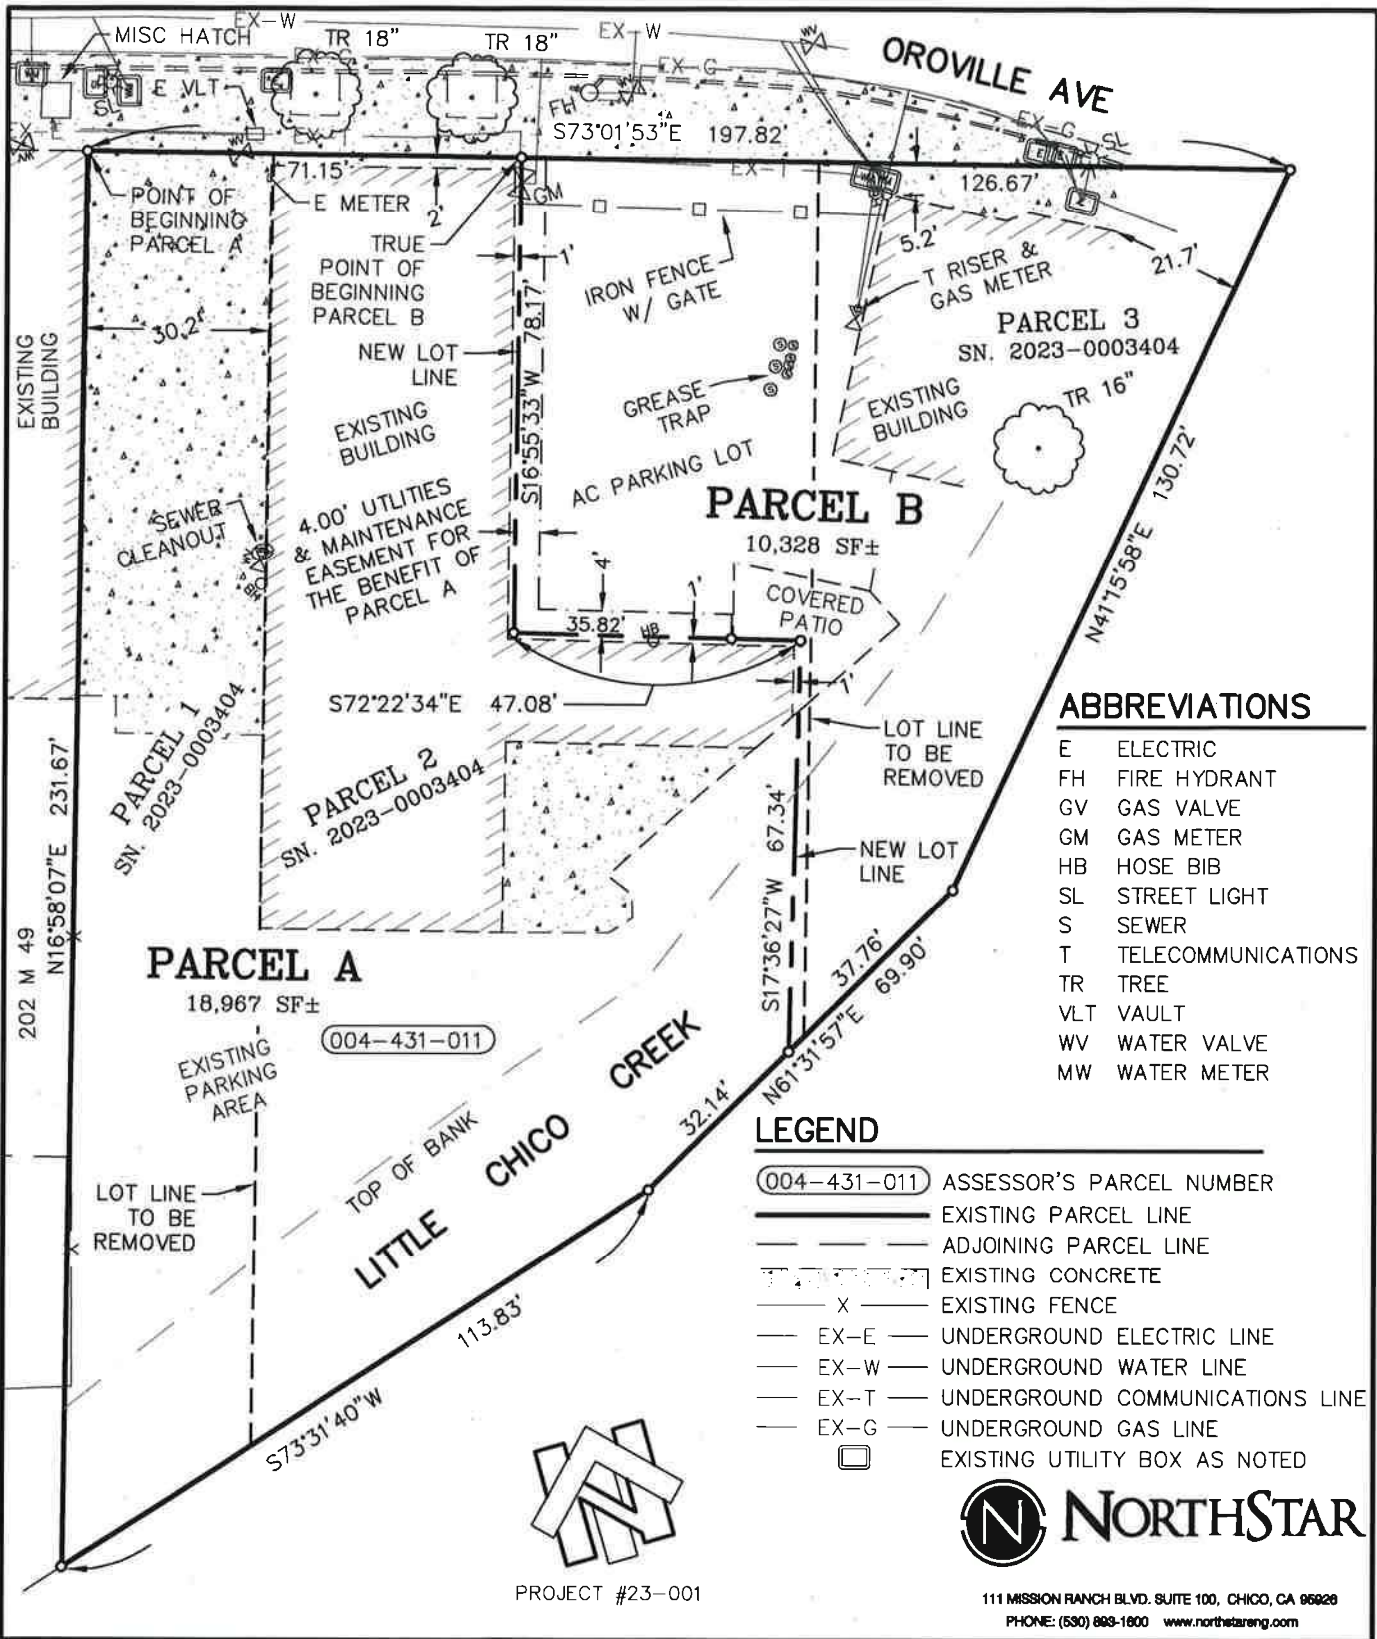 EX-W
MISC HATCH
TR 18"
TR 18"
EX-W
WV
OROVILLE AVE
EX-G
EX-G
E VLT
SL
FH
WV
S73°01'53"E 197.82'
EX-G
SL
EX-E
EX-T
71.15'
126.67'
E METER
2'
GM
POINT OF
BEGINNING
PARCEL A
TRUE
POINT OF
BEGINNING
PARCEL B
1'
5.2'
T RISER &
GAS METER
21.7'
IRON FENCE
W/ GATE
PARCEL 3
SN. 2023-0003404
30.2'
EXISTING
BUILDING
NEW LOT
LINE
S16°55'33"W 78.17'
GREASE
TRAP
EXISTING
BUILDING
TR 16"
EXISTING
BUILDING
AC PARKING LOT
130.72'
N41°15'58"E
PARCEL B
10,328 SF±
SEWER
CLEANOUT
4.00' UTLITIES
& MAINTENANCE
EASEMENT FOR
THE BENEFIT OF
PARCEL A
HB
4'
1'
COVERED
PATIO
35.82'
HB
S72°22'34"E 47.08'
1'
PARCEL 1
SN. 2023-0003404
PARCEL 2
SN. 2023-0003404
LOT LINE
TO BE
REMOVED
N16°58'07"E 231.67'
202 M 49
S17°36'27"W 67.34'
NEW LOT
LINE
PARCEL A
18,967 SF±
004-431-011
37.76'
N61°31'57"E 69.90'
32.14'
EXISTING
PARKING
AREA
TOP OF BANK
LITTLE CHICO CREEK
LOT LINE
TO BE
REMOVED
113.83'
S73°31'40"W
ABBREVIATIONS
E ELECTRIC
FH FIRE HYDRANT
GV GAS VALVE
GM GAS METER
HB HOSE BIB
SL STREET LIGHT
S SEWER
T TELECOMMUNICATIONS
TR TREE
VLT VAULT
WV WATER VALVE
MW WATER METER
LEGEND
004-431-011 ASSESSOR'S PARCEL NUMBER
EXISTING PARCEL LINE
ADJOINING PARCEL LINE
EXISTING CONCRETE
X EXISTING FENCE
EX-E UNDERGROUND ELECTRIC LINE
EX-W UNDERGROUND WATER LINE
EX-T UNDERGROUND COMMUNICATIONS LINE
EX-G UNDERGROUND GAS LINE
EXISTING UTILITY BOX AS NOTED
PROJECT #23-001
N NORTHSTAR
111 MISSION RANCH BLVD. SUITE 100, CHICO, CA 95926
PHONE: (530) 893-1600 www.northstareng.com